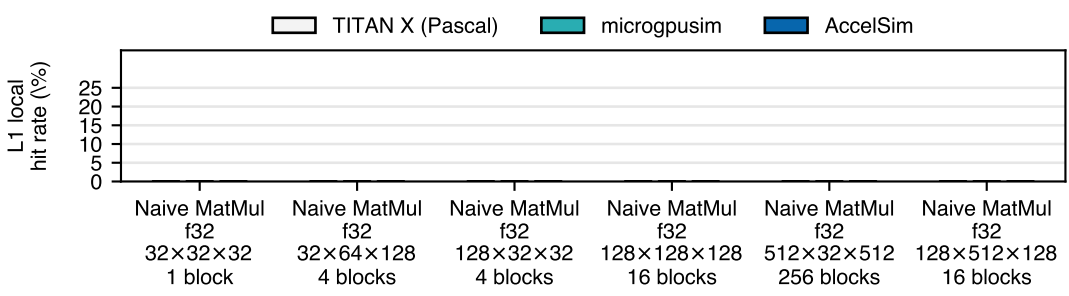 TITAN X (Pascal) microgpusim AccelSim
L1 local
hit rate (\%)
25
20
15
10
5
0
Naive MatMul Naive MatMul Naive MatMul Naive MatMul Naive MatMul Naive MatMul
f32 f32 f32 f32 f32 f32
32×32×32 32×64×128 128×32×32 128×128×128 512×32×512 128×512×128
1 block 4 blocks 4 blocks 16 blocks 256 blocks 16 blocks